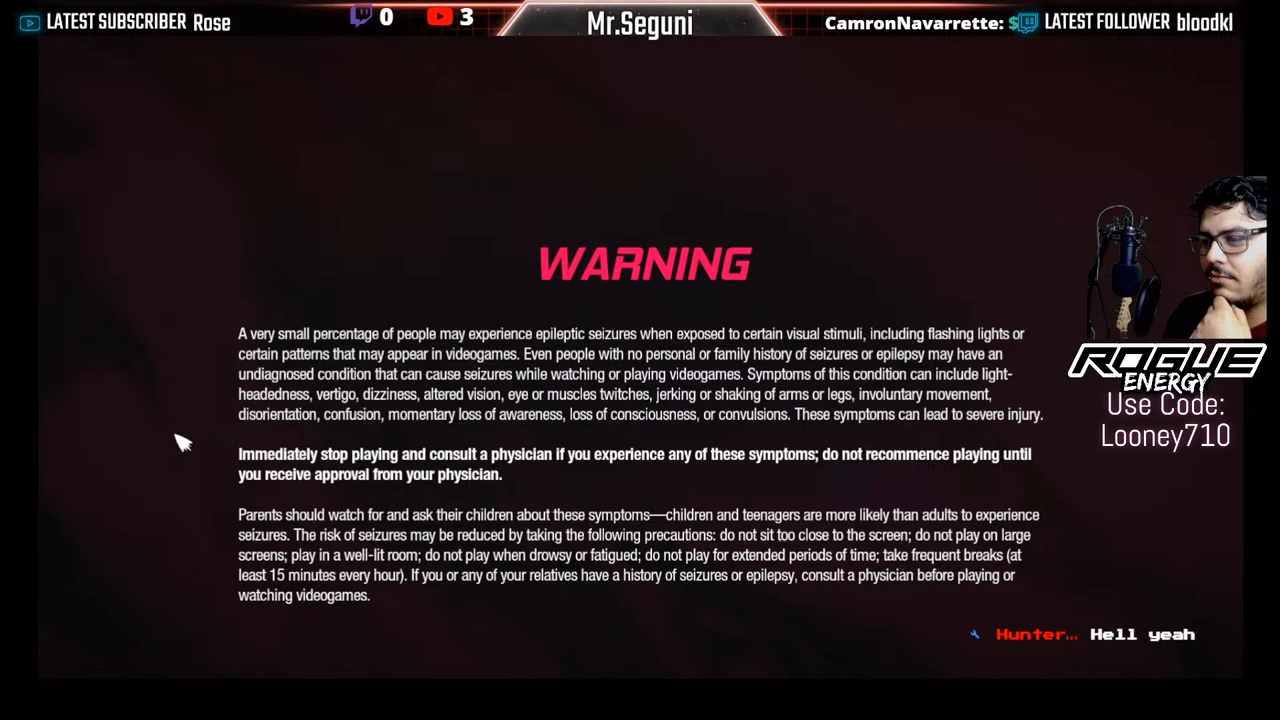 LATEST SUBSCRIBER Rose
0
3
Mr.Seguni
CamronNavarrette: $
LATEST FOLLOWER bloodkl
WARNING
A very small percentage of people may experience epileptic seizures when exposed to certain visual stimuli, including flashing lights or
certain patterns that may appear in videogames. Even people with no personal or family history of seizures or epilepsy may have an
undiagnosed condition that can cause seizures while watching or playing videogames. Symptoms of this condition can include light-
headedness, vertigo, dizziness, altered vision, eye or muscles twitches, jerking or shaking of arms or legs, involuntary movement,
disorientation, confusion, momentary loss of awareness, loss of consciousness, or convulsions. These symptoms can lead to severe injury.
Immediately stop playing and consult a physician if you experience any of these symptoms; do not recommence playing until
you receive approval from your physician.
Parents should watch for and ask their children about these symptoms—children and teenagers are more likely than adults to experience
seizures. The risk of seizures may be reduced by taking the following precautions: do not sit too close to the screen; do not play on large
screens; play in a well-lit room; do not play when drowsy or fatigued; do not play for extended periods of time; take frequent breaks (at
least 15 minutes every hour). If you or any of your relatives have a history of seizures or epilepsy, consult a physician before playing or
watching videogames.
ROGUE
ENERGY
Use Code:
Looney710
Hunter... Hell yeah